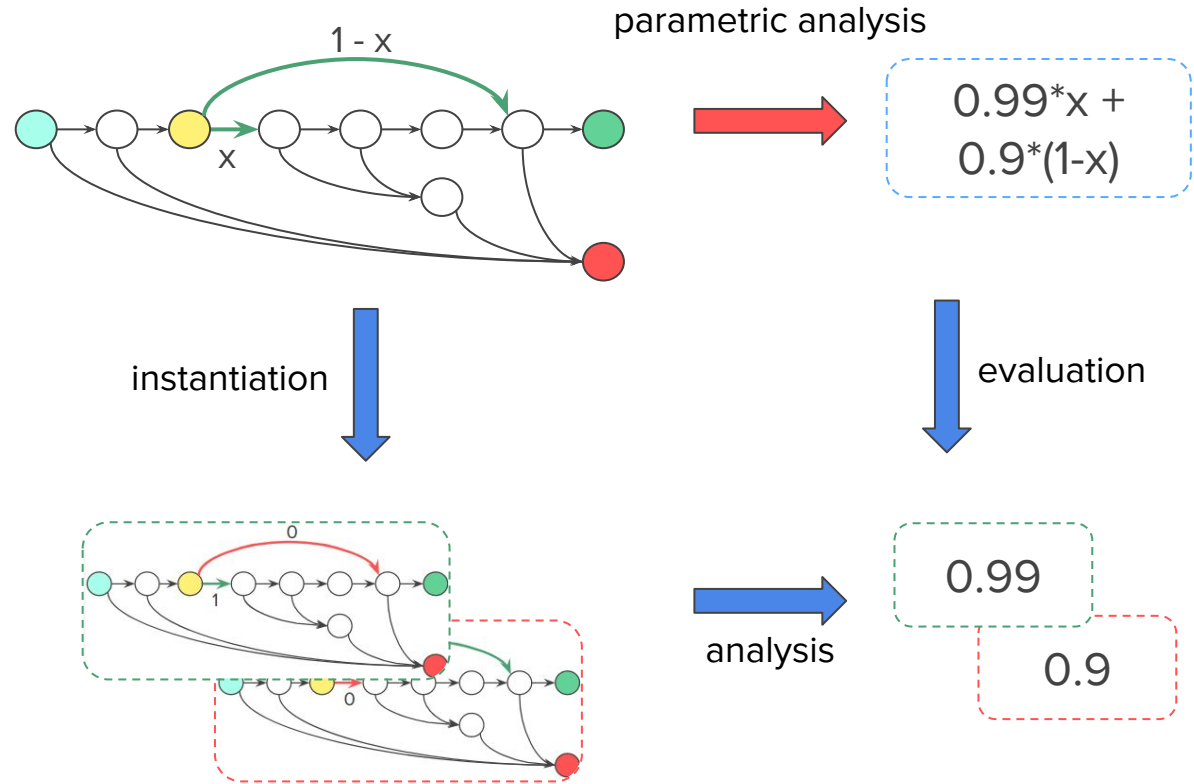 parametric analysis
1 - x
x
0.99*x +
0.9*(1-x)
instantiation
evaluation
0
1
0
analysis
0.99
0.9